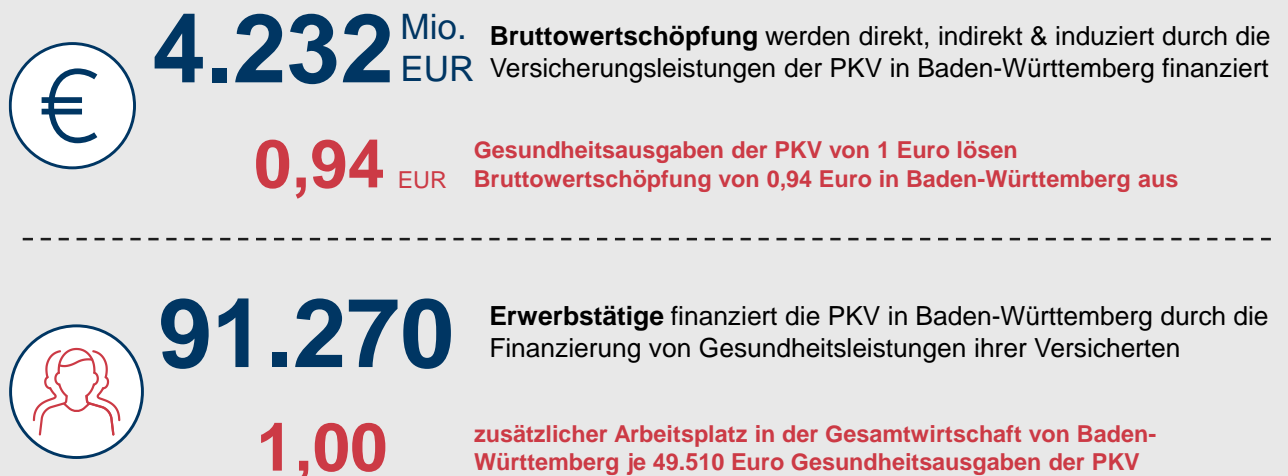 4.232 Mio. EUR
Bruttowertschöpfung werden direkt, indirekt & induziert durch die
Versicherungsleistungen der PKV in Baden-Württemberg finanziert
€
0,94 EUR
Gesundheitsausgaben der PKV von 1 Euro lösen
Bruttowertschöpfung von 0,94 Euro in Baden-Württemberg aus
91.270
Erwerbstätige finanziert die PKV in Baden-Württemberg durch die
Finanzierung von Gesundheitsleistungen ihrer Versicherten
1,00
zusätzlicher Arbeitsplatz in der Gesamtwirtschaft von Baden-
Württemberg je 49.510 Euro Gesundheitsausgaben der PKV